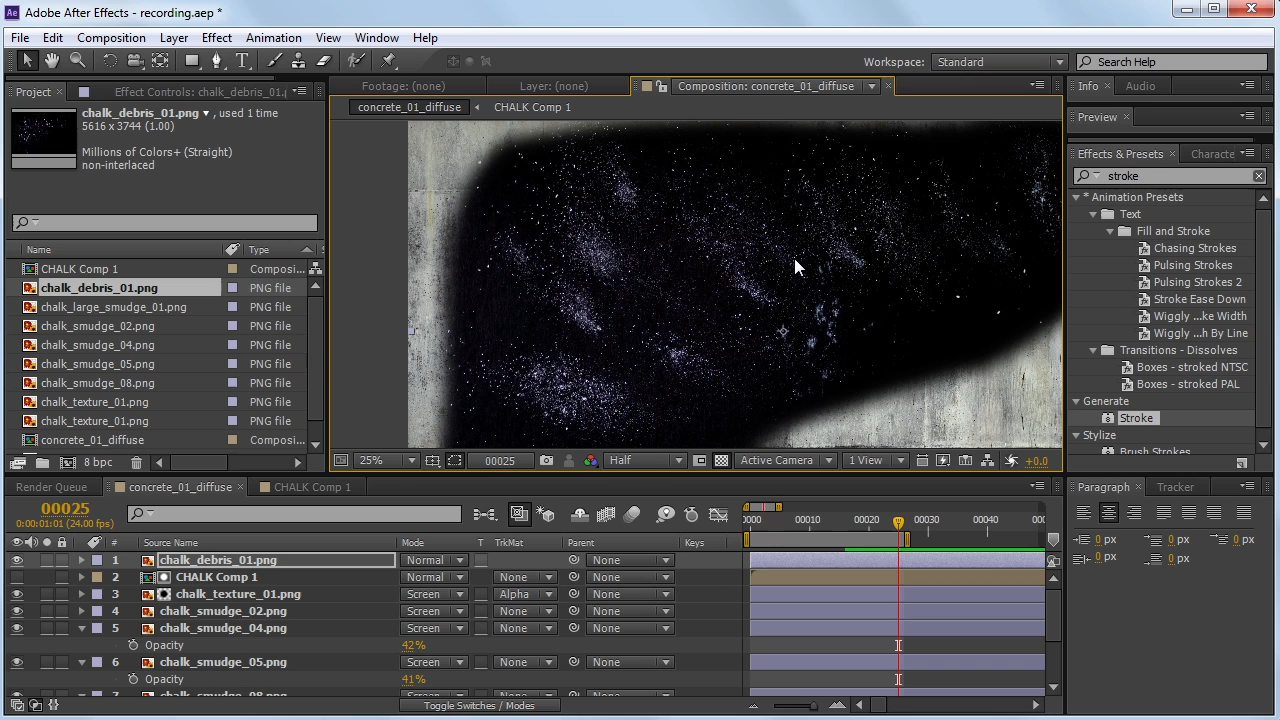 Adobe After Effects - recording.aep *
File Edit Composition Layer Effect Animation View Window Help
Workspace: Standard Search Help
Project Effect Controls: chalk_debris_01.p
Footage: (none) Layer: (none) Composition: concrete_01_diffuse
concrete_01_diffuse CHALK Comp 1
chalk_debris_01.png , used 1 time
5616 x 3744 (1.00)
Millions of Colors+ (Straight)
non-interlaced
Name Type
CHALK Comp 1 Composi...
chalk_debris_01.png PNG file
chalk_large_smudge_01.png PNG file
chalk_smudge_02.png PNG file
chalk_smudge_04.png PNG file
chalk_smudge_05.png PNG file
chalk_smudge_08.png PNG file
chalk_texture_01.png PNG file
chalk_texture_01.png PNG file
concrete_01_diffuse Composi...
8 bpc
25% 00025 Half Active Camera 1 View +0.0
Info Audio
Preview
Effects & Presets Characte
stroke
* Animation Presets
Text
Fill and Stroke
Chasing Strokes
Pulsing Strokes
Pulsing Strokes 2
Stroke Ease Down
Wiggly ...ke Width
Wiggly ...h By Line
Transitions - Dissolves
Boxes - stroked NTSC
Boxes - stroked PAL
Generate
Stroke
Stylize
Brush Strokes
Render Queue concrete_01_diffuse CHALK Comp 1
00025
0:00:01:01 (24.00 fps)
0000 00010 00020 00030 00040 000
# Source Name Mode T TrkMat Parent Keys
1 chalk_debris_01.png Normal None
2 CHALK Comp 1 Normal None None
3 chalk_texture_01.png Screen Alpha None
4 chalk_smudge_02.png Screen None None
5 chalk_smudge_04.png Screen None None
Opacity 42%
6 chalk_smudge_05.png Screen None None
Opacity 41%
7 chalk_smudge_08.png Screen None None
Toggle Switches / Modes
Paragraph Tracker
0 px 0 px 0 px
0 px 0 px